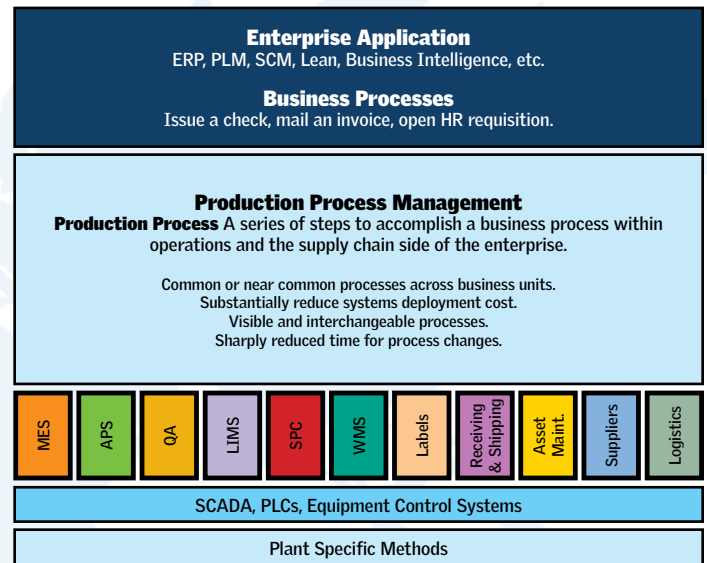 Enterprise Application
ERP, PLM, SCM, Lean, Business Intelligence, etc.
Business Processes
Issue a check, mail an invoice, open HR requisition.
Production Process Management
Production Process A series of steps to accomplish a business process within
operations and the supply chain side of the enterprise.
Common or near common processes across business units.
Substantially reduce systems deployment cost.
Visible and interchangeable processes.
Sharply reduced time for process changes.
MES
APS
QA
LIMS
SPC
WMS
Labels
Receiving
& Shipping
Asset
Maint.
Suppliers
Logistics
SCADA, PLCs, Equipment Control Systems
Plant Specific Methods